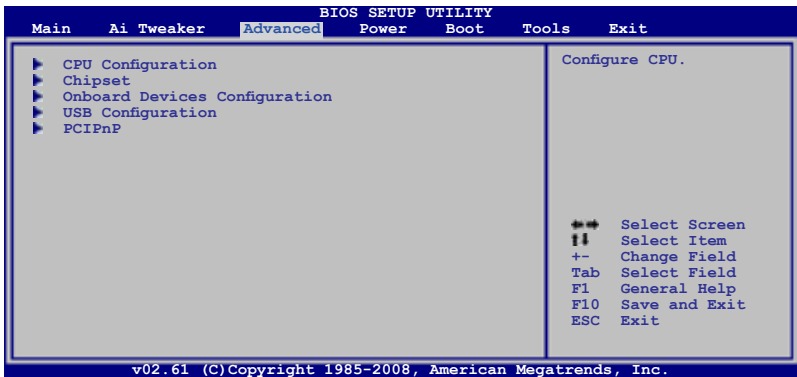 BIOS SETUP UTILITY
Main Ai Tweaker Advanced Power Boot Tools Exit
CPU Configuration
Chipset
Onboard Devices Configuration
USB Configuration
PCIPnP
Configure CPU.
Select Screen
Select Item
+- Change Field
Tab Select Field
F1 General Help
F10 Save and Exit
ESC Exit
v02.61 (C)Copyright 1985-2008, American Megatrends, Inc.